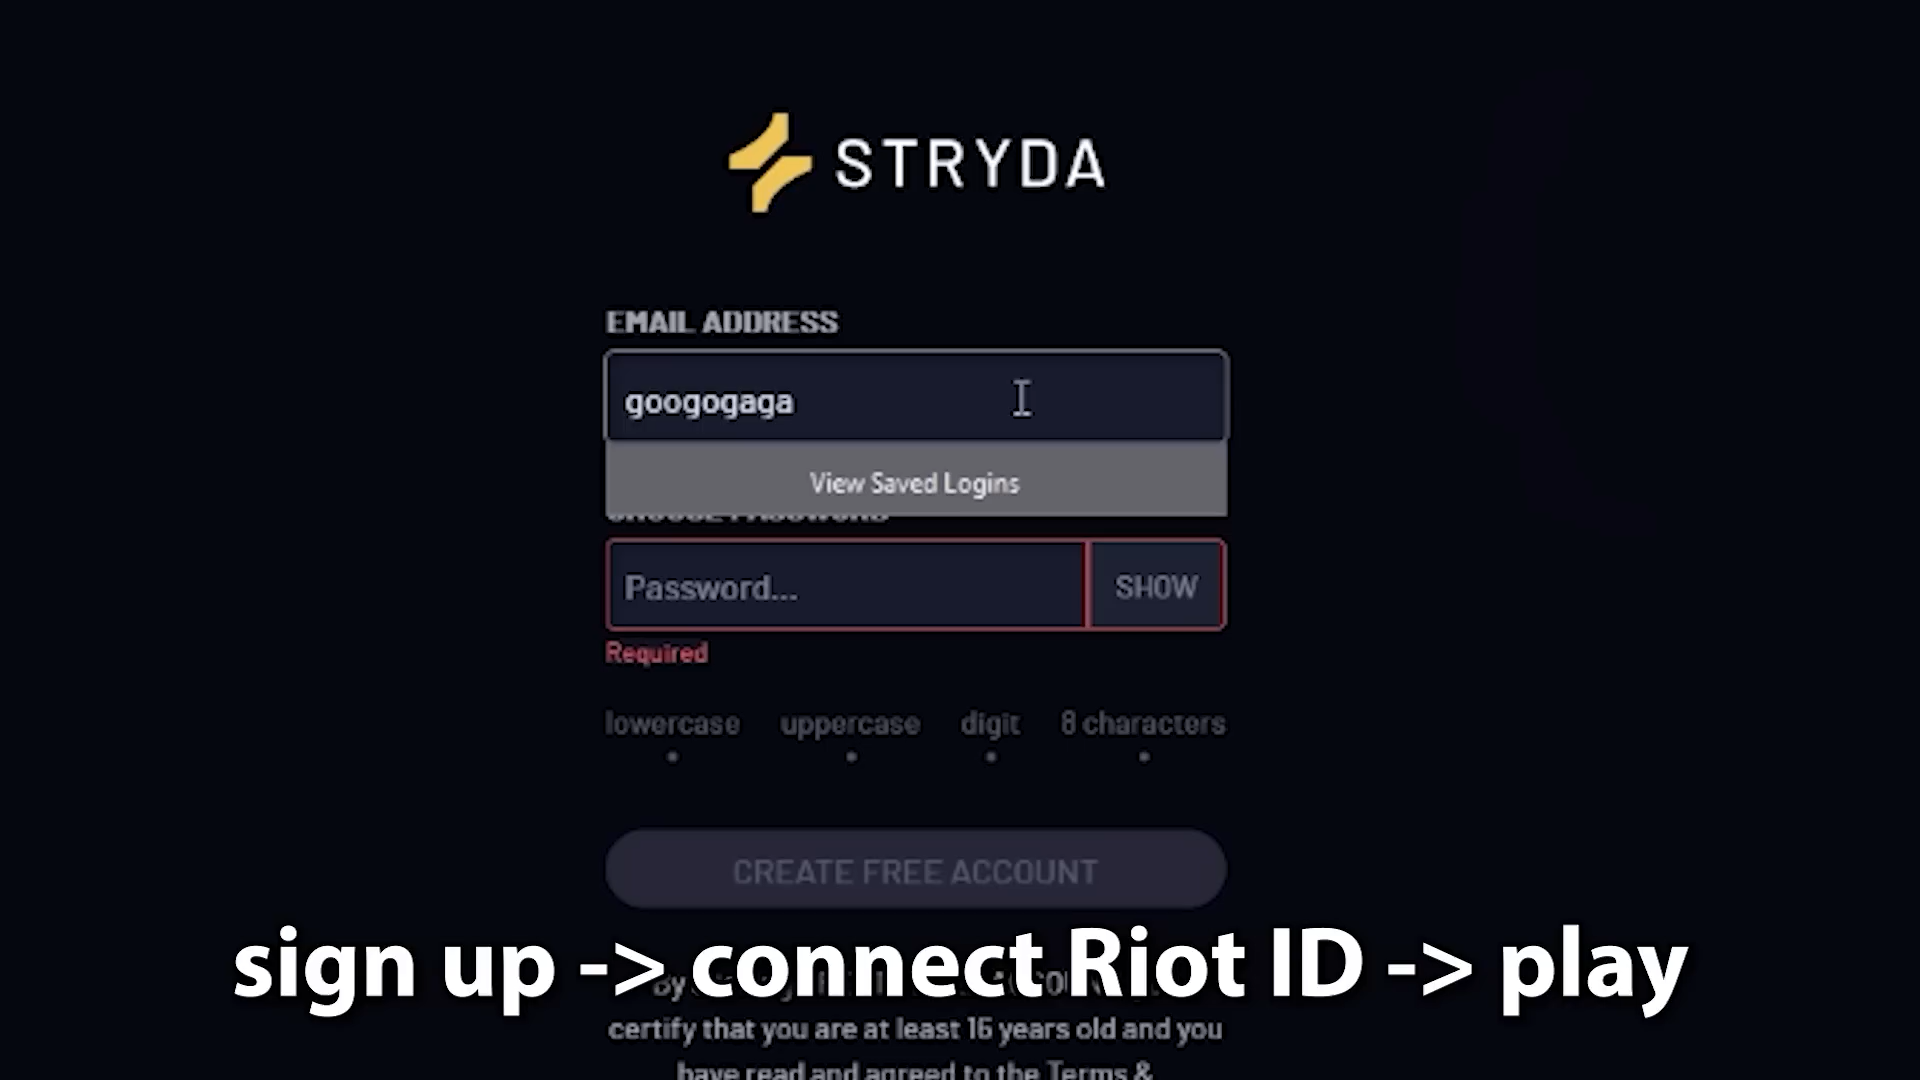 STRYDA
EMAIL ADDRESS
googogaga
View Saved Logins
Password...
SHOW
Required
lowercase uppercase digit 8 characters
CREATE FREE ACCOUNT
sign up -> connect Riot ID -> play
By
certify that you are at least 16 years old and you
have read and agreed to the Terms &